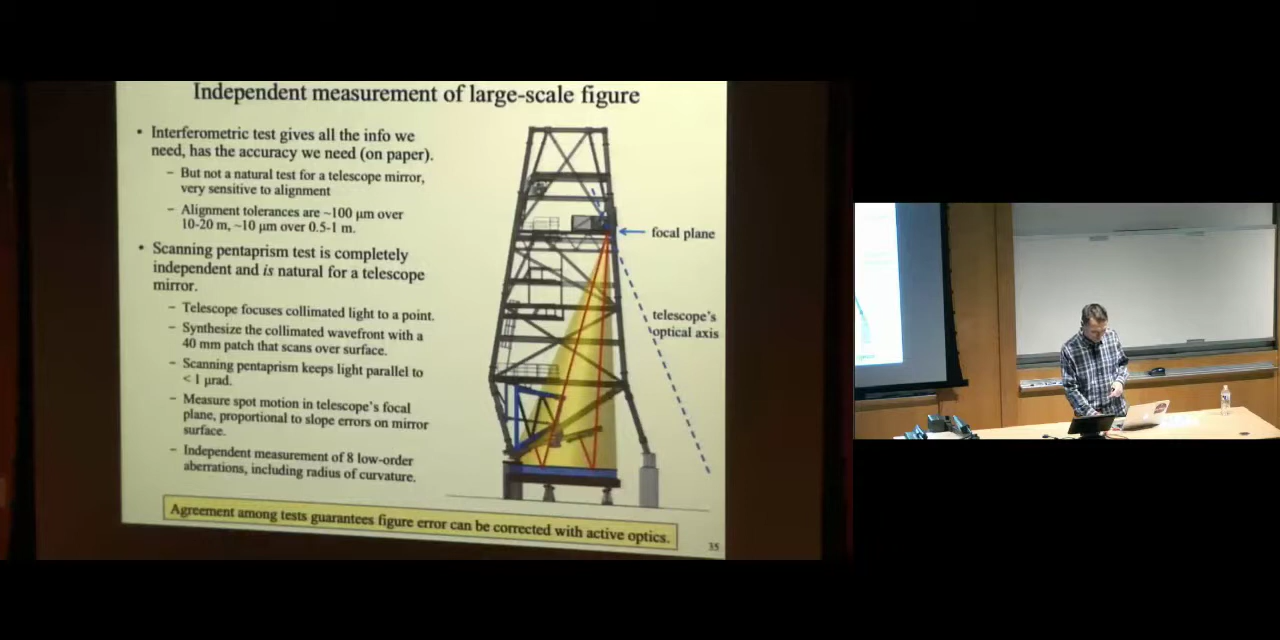 Independent measurement of large-scale figure
• Interferometric test gives all the info we
need, has the accuracy we need (on paper).
– But not a natural test for a telescope mirror,
very sensitive to alignment
– Alignment tolerances are ~100 μm over
10-20 m, ~10 μm over 0.5-1 m.
• Scanning pentaprism test is completely
independent and is natural for a telescope
mirror.
– Telescope focuses collimated light to a point.
– Synthesize the collimated wavefront with a
40 mm patch that scans over surface.
– Scanning pentaprism keeps light parallel to
< 1 μrad.
– Measure spot motion in telescope's focal
plane, proportional to slope errors on mirror
surface.
– Independent measurement of 8 low-order
aberrations, including radius of curvature.
focal plane
telescope's
optical axis
Agreement among tests guarantees figure error can be corrected with active optics.
35